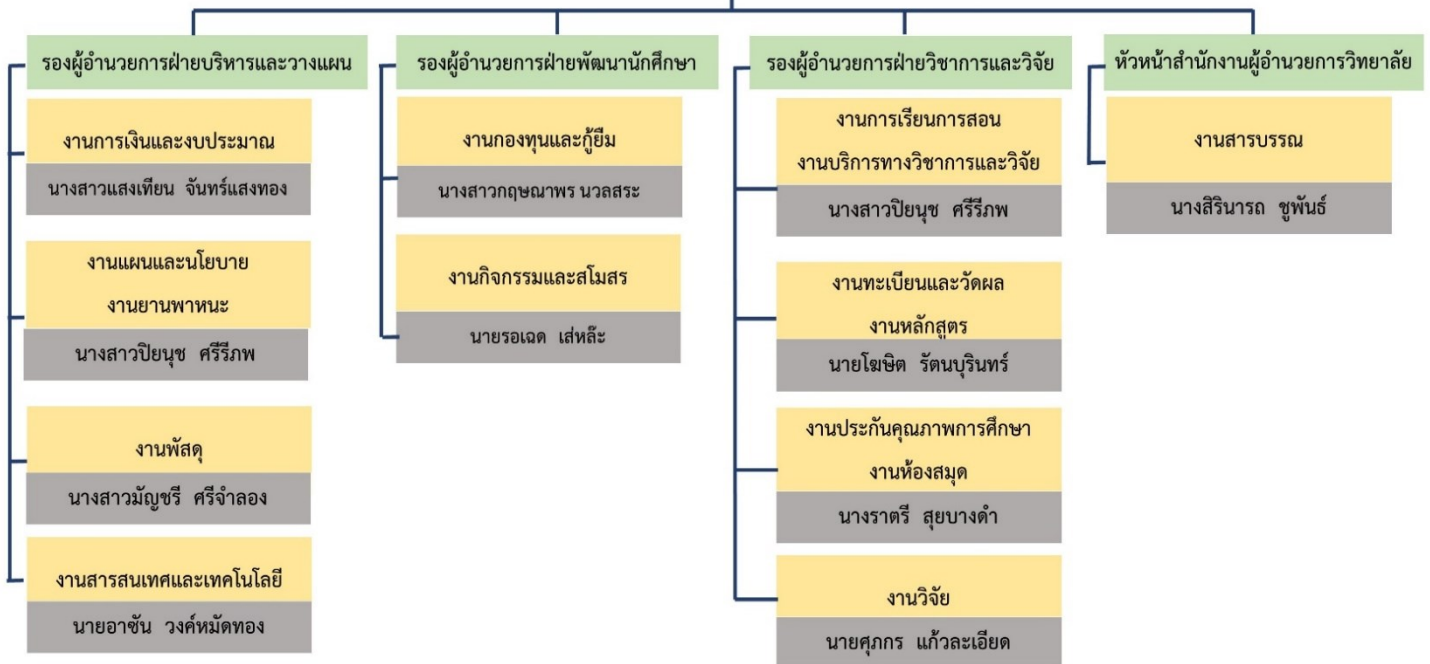 รองผู้อำนวยการฝ่ายบริหารและวางแผน
งานการเงินและงบประมาณ
นางสาวแสงเทียน จันทร์แสงทอง
งานแผนและนโยบาย
งานยานพาหนะ
นางสาวปิยนุช ศรีรีภพ
งานพัสดุ
นางสาวมัญชรี ศรีจำลอง
งานสารสนเทศและเทคโนโลยี
นายอาซัน วงค์หมัดทอง
รองผู้อำนวยการฝ่ายพัฒนานักศึกษา
งานกองทุนและกู้ยืม
นางสาวกฤษณาพร นวลสระ
งานกิจกรรมและสโมสร
นายรอเฉด เส่หล๊ะ
รองผู้อำนวยการฝ่ายวิชาการและวิจัย
งานการเรียนการสอน
งานบริการทางวิชาการและวิจัย
นางสาวปิยนุช ศรีรีภพ
งานทะเบียนและวัดผล
งานหลักสูตร
นายโฆษิต รัตนบุรินทร์
งานประกันคุณภาพการศึกษา
งานห้องสมุด
นางราตรี สุยบางดำ
งานวิจัย
นายศุภกร แก้วละเอียด
หัวหน้าสำนักงานผู้อำนวยการวิทยาลัย
งานสารบรรณ
นางสิรินารถ ชูพันธ์